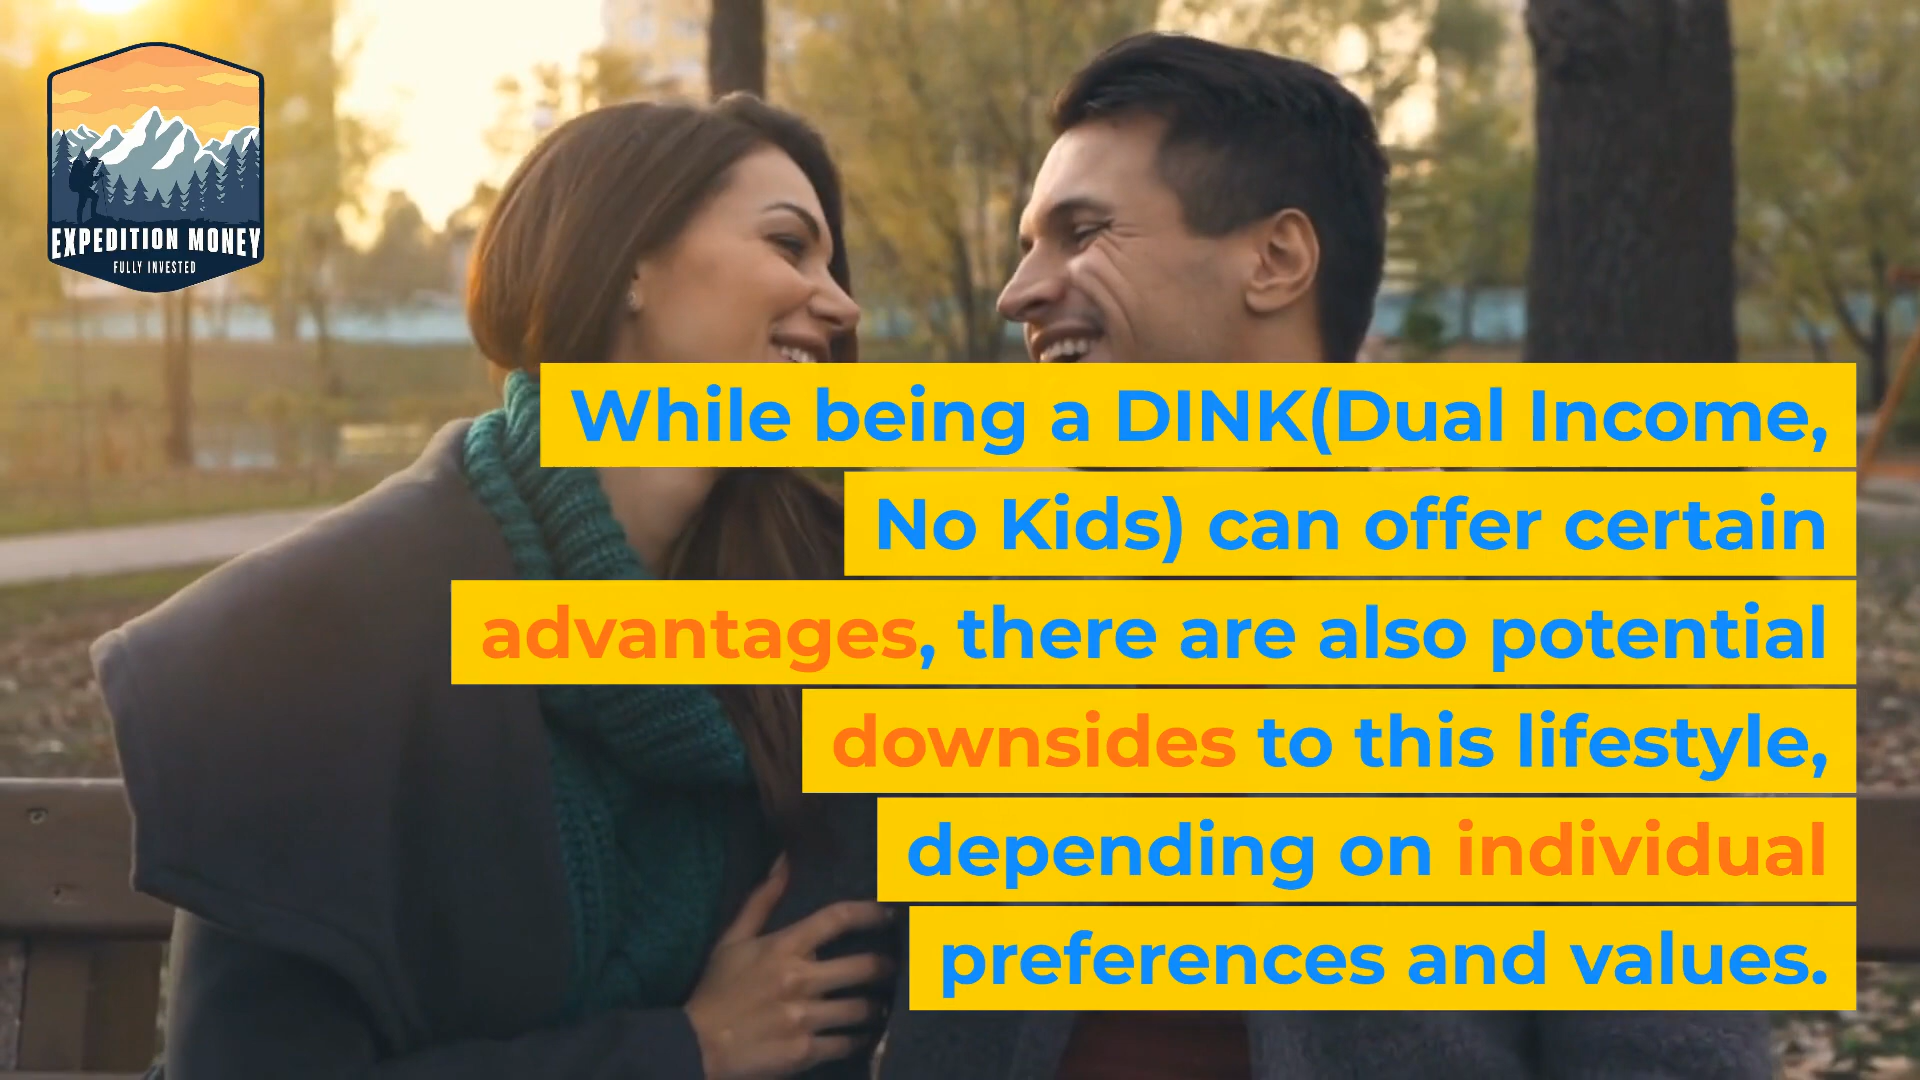 EXPEDITION MONEY
FULLY INVESTED
While being a DINK(Dual Income,
No Kids) can offer certain
advantages, there are also potential
downsides to this lifestyle,
depending on individual
preferences and values.